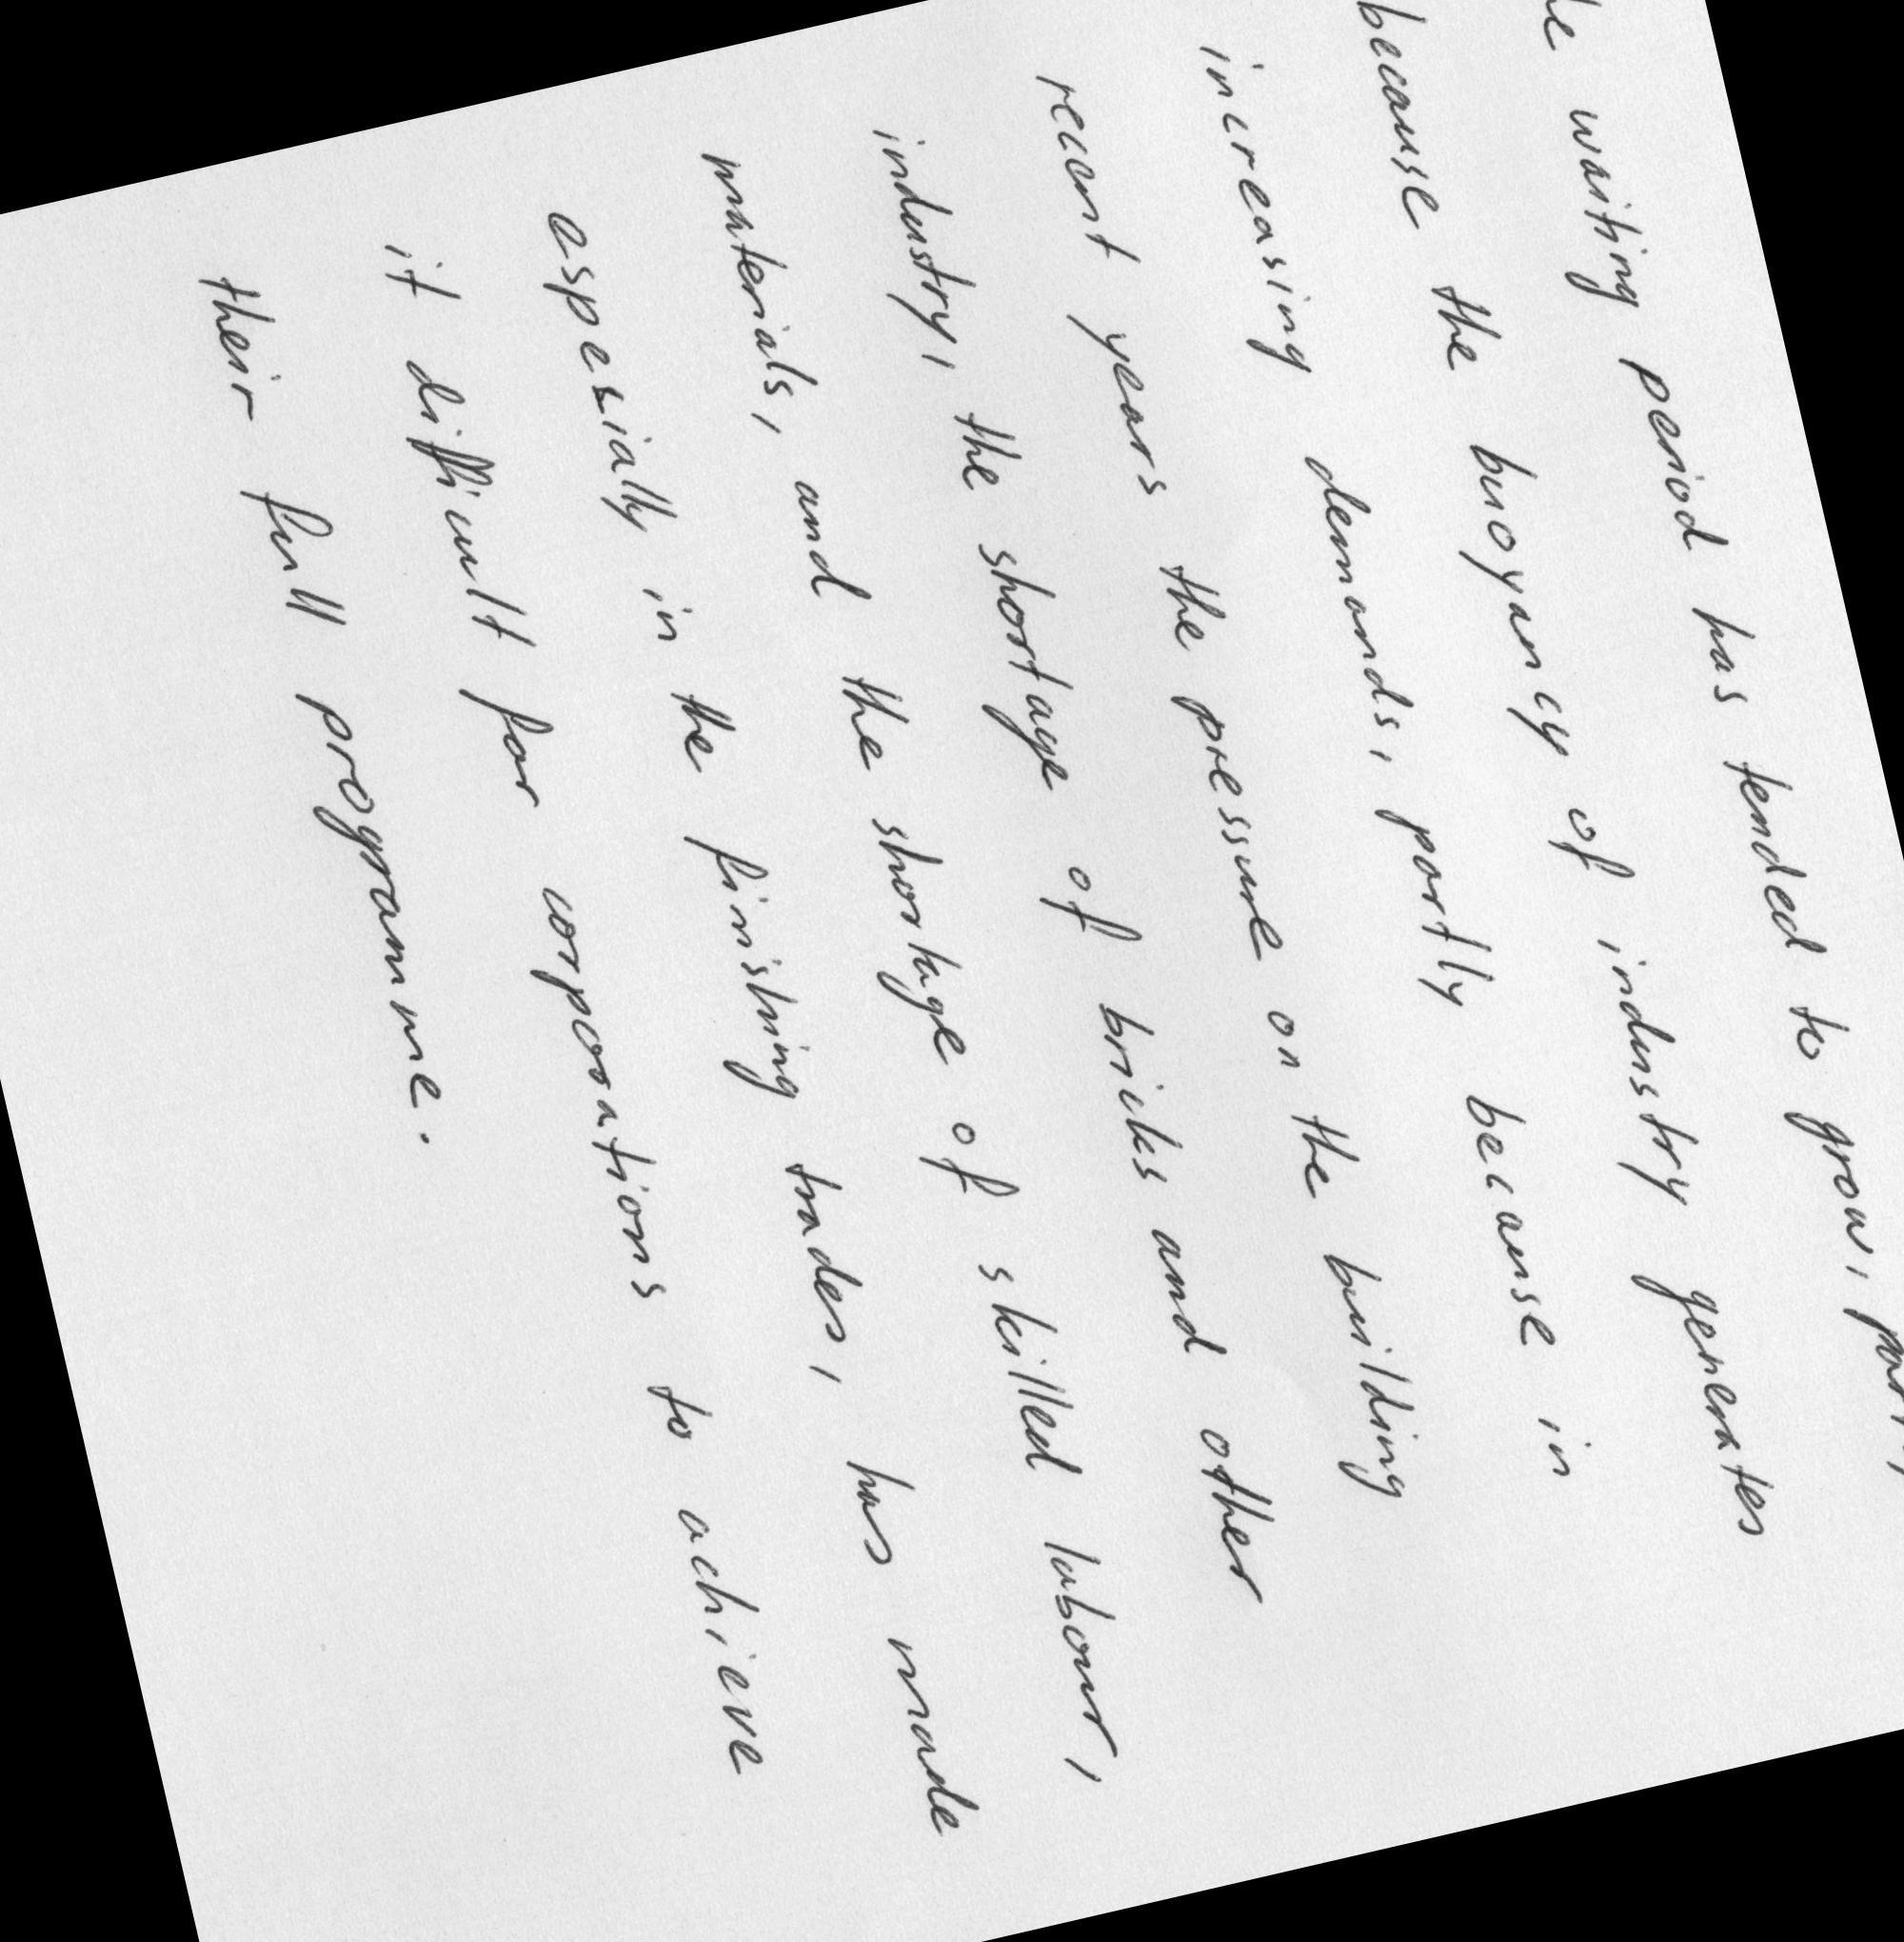 waiting period has tended to grow,
because the buoyancy of industry generates
increasing demands, partly because in
recent years the pressure on the building
industry, the shortage of bricks and other
materials, and the shortage of skilled labour,
especially in the finishing trades, has made
it difficult for corporations to achieve
their full programme.